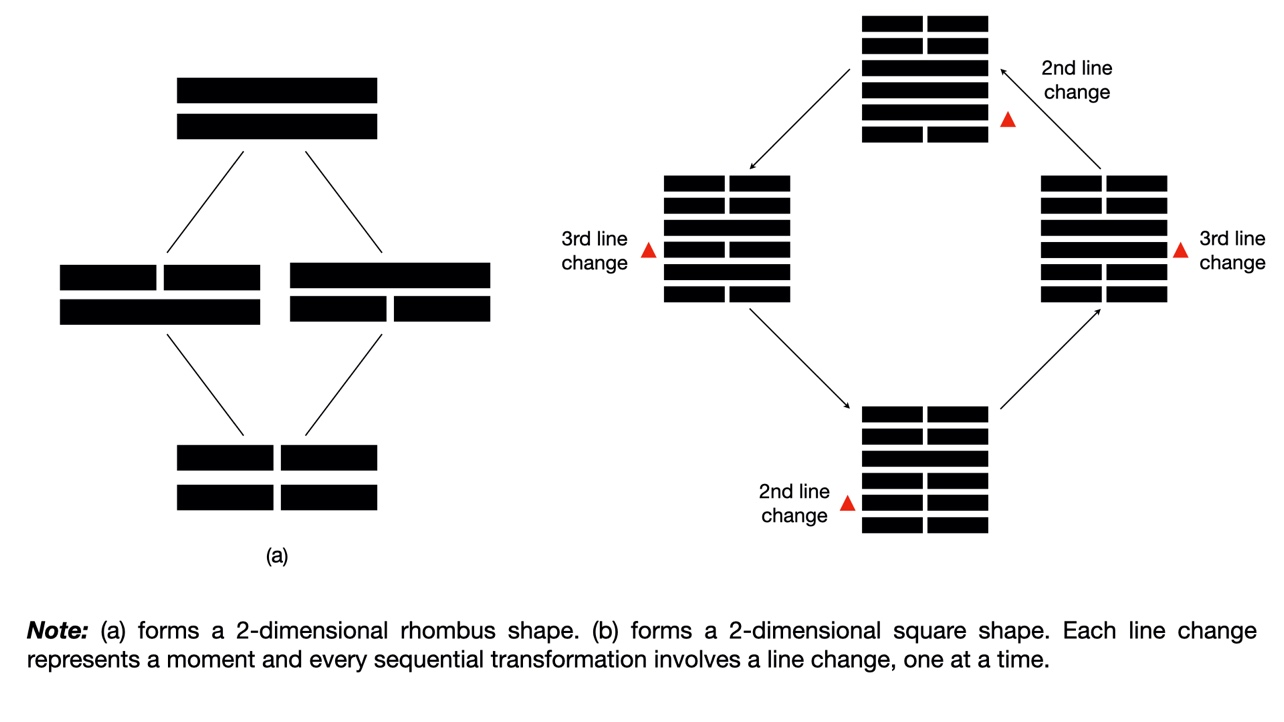 2nd line
change
3rd line
change
3rd line
change
2nd line
change
(a)
Note: (a) forms a 2-dimensional rhombus shape. (b) forms a 2-dimensional square shape. Each line change
represents a moment and every sequential transformation involves a line change, one at a time.